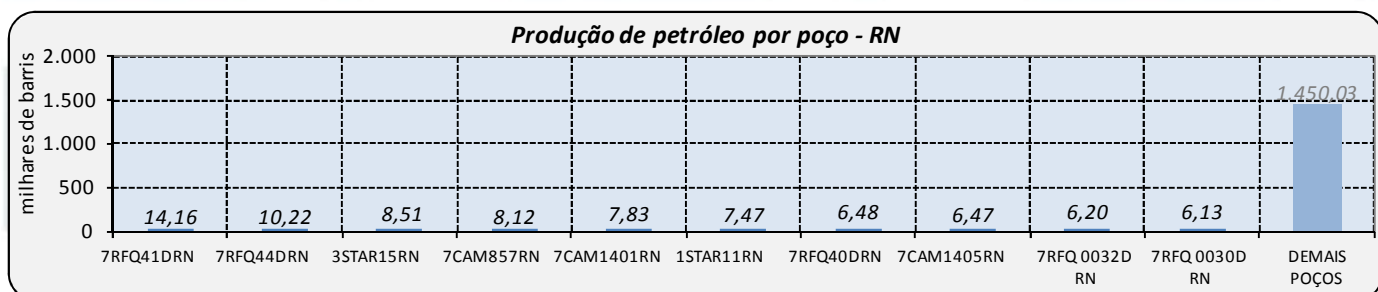 Produção de petróleo por poço - RN
milhares de barris
2.000
1.500
1.000
500
0
14,16
10,22
8,51
8,12
7,83
7,47
6,48
6,47
6,20
6,13
1.450,03
7RFQ41DRN
7RFQ44DRN
3STAR15RN
7CAM857RN
7CAM1401RN
1STAR11RN
7RFQ40DRN
7CAM1405RN
7RFQ 0032D
RN
7RFQ 0030D
RN
DEMAIS
POÇOS